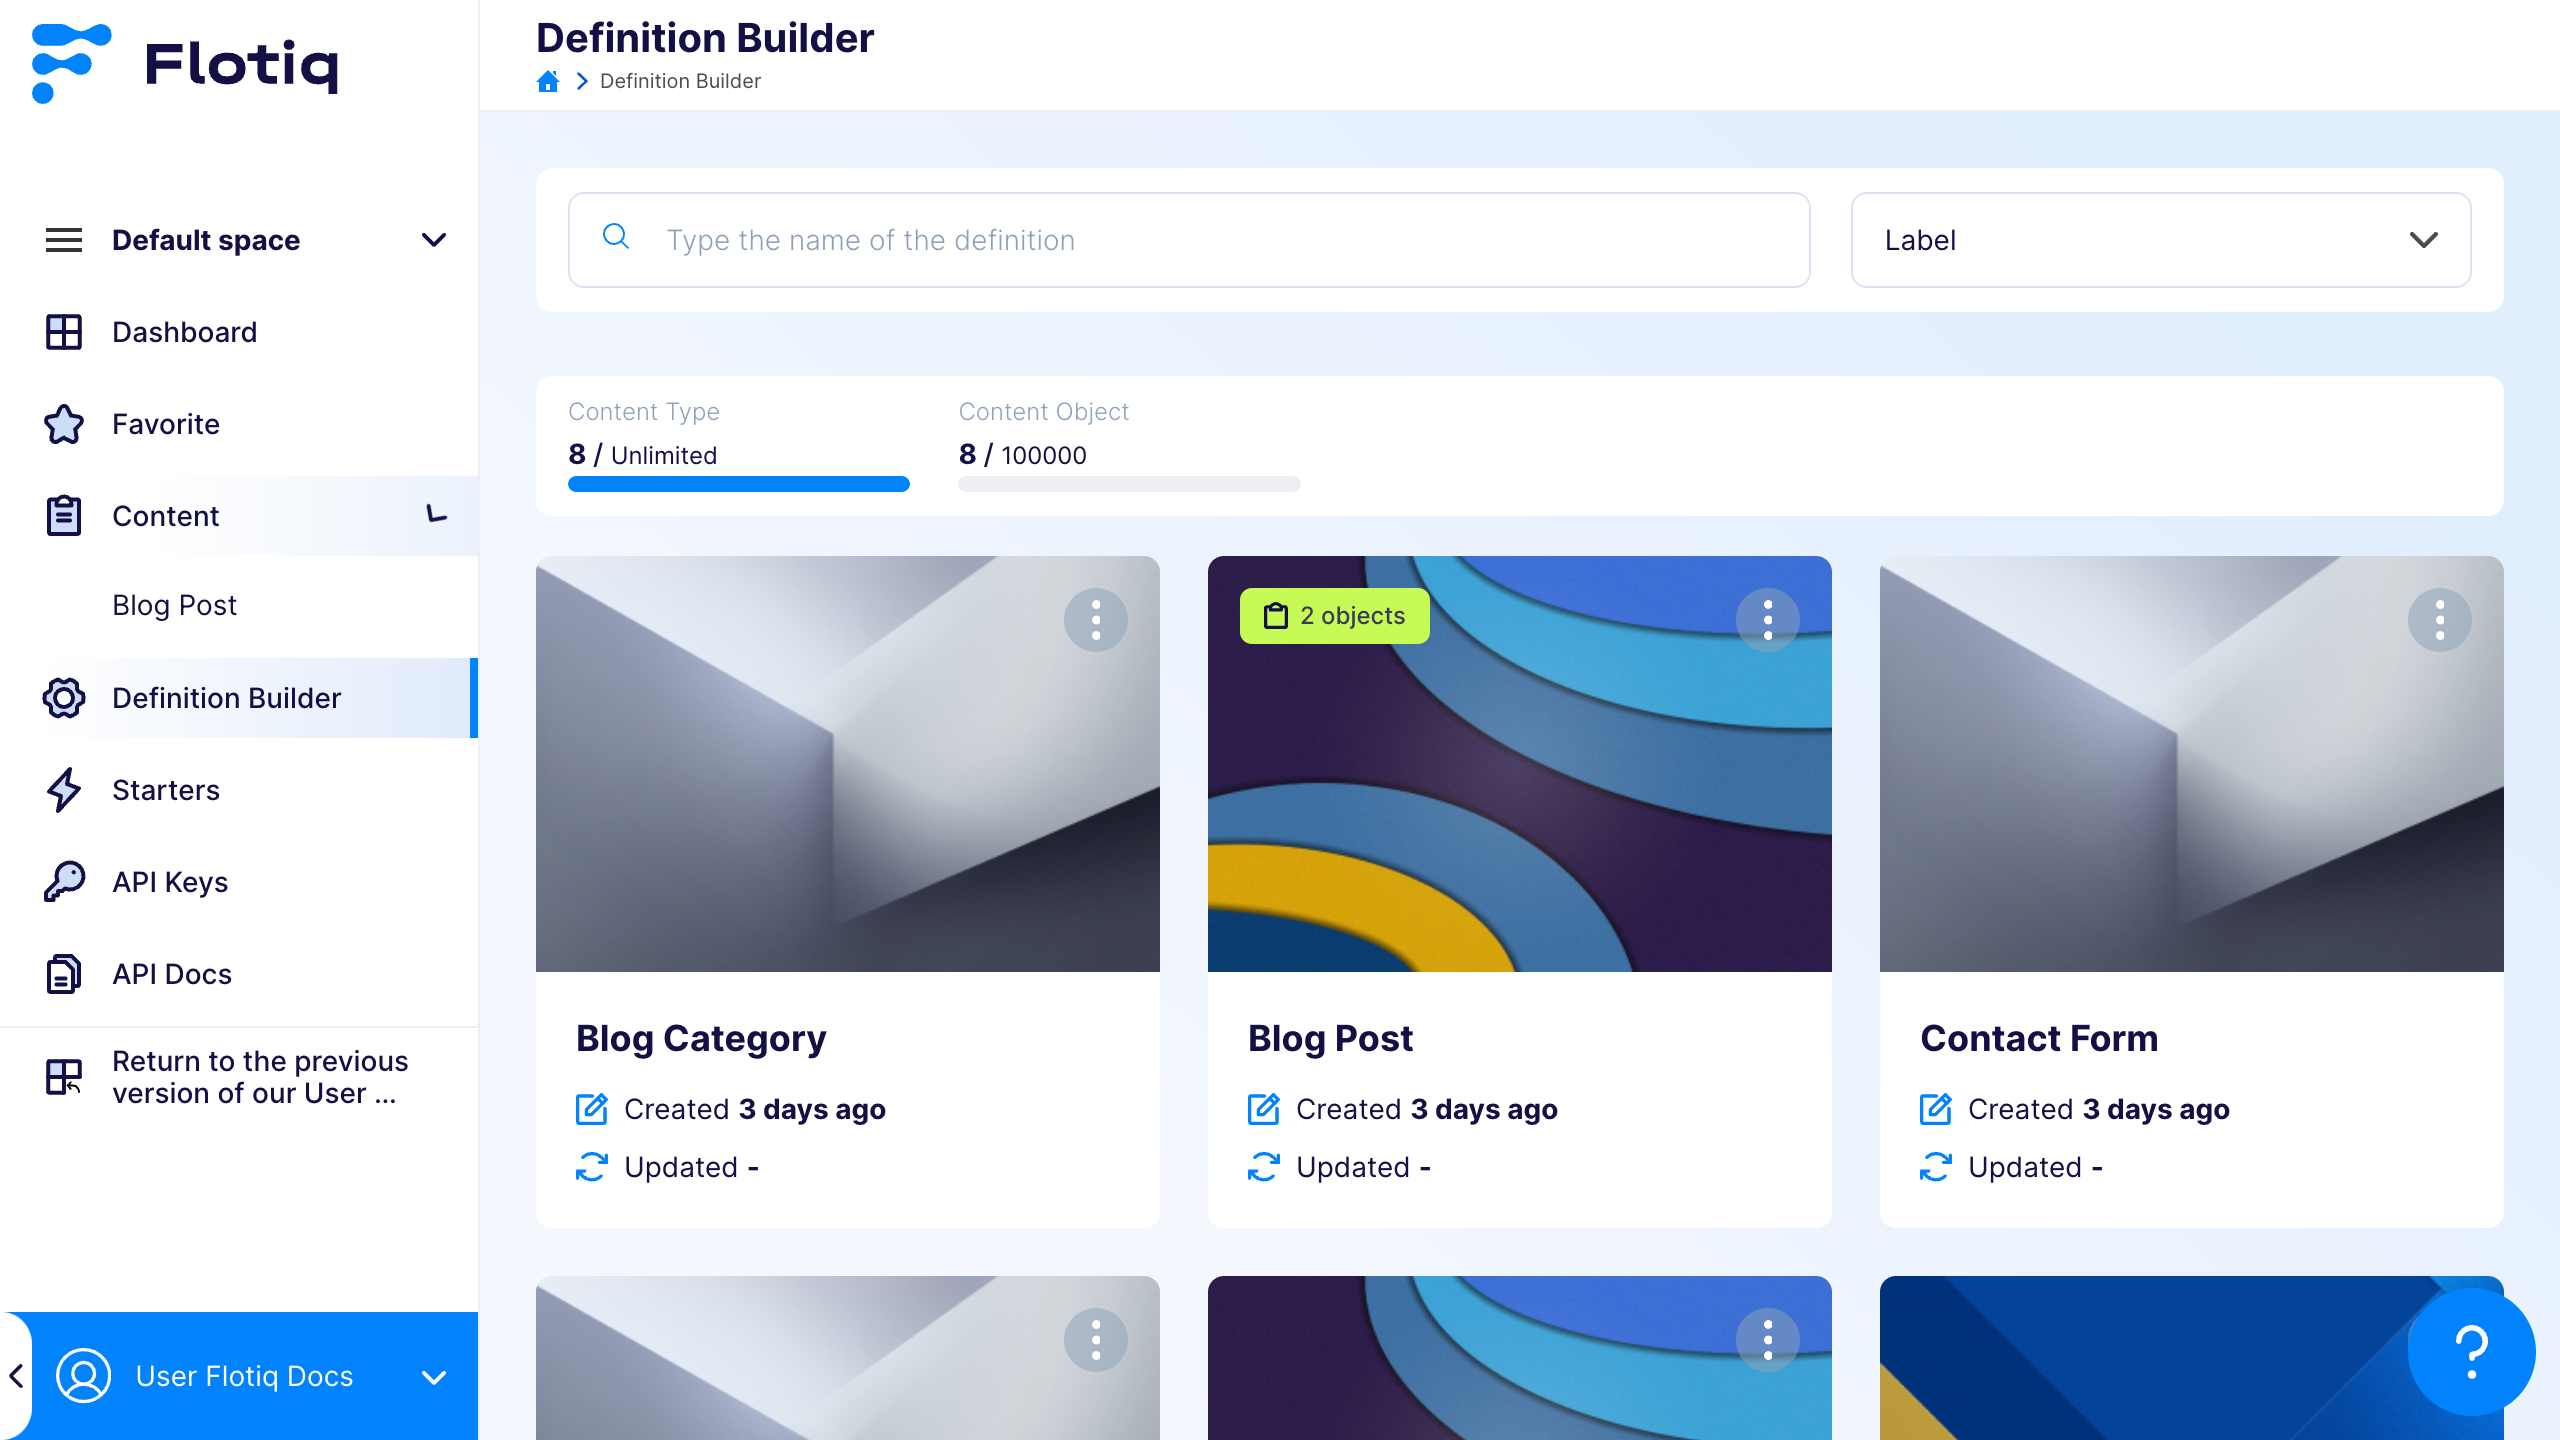 Flotiq
Default space
Dashboard
Favorite
Content
Blog Post
Definition Builder
Starters
API Keys
API Docs
Return to the previous
version of our User ...
User Flotiq Docs
Definition Builder
Definition Builder
Type the name of the definition
Label
Content Type
8 / Unlimited
Content Object
8 / 100000
2 objects
Blog Category
Created 3 days ago
Updated -
Blog Post
Created 3 days ago
Updated -
Contact Form
Created 3 days ago
Updated -
?